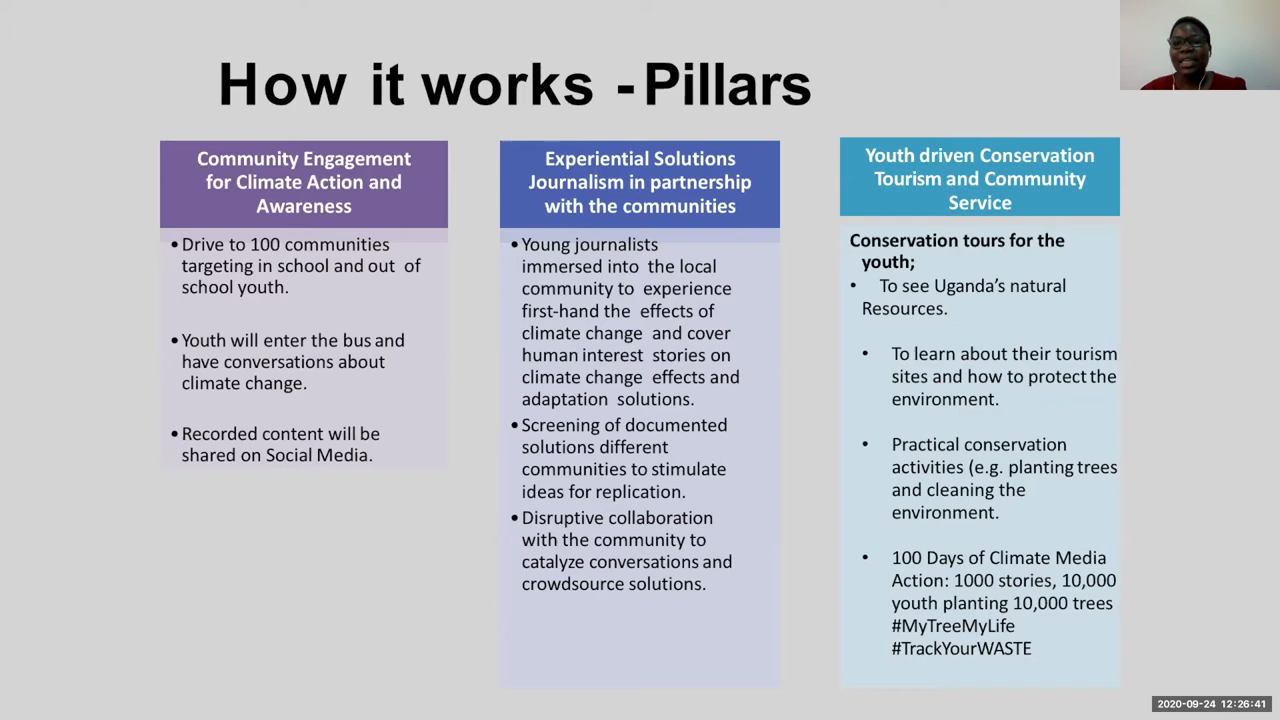 How it works - Pillars
Community Engagement
for Climate Action and
Awareness
• Drive to 100 communities
targeting in school and out of
school youth.
• Youth will enter the bus and
have conversations about
climate change.
• Recorded content will be
shared on Social Media.
Experiential Solutions
Journalism in partnership
with the communities
• Young journalists
immersed into the local
community to experience
first-hand the effects of
climate change and cover
human interest stories on
climate change effects and
adaptation solutions.
• Screening of documented
solutions different
communities to stimulate
ideas for replication.
• Disruptive collaboration
with the community to
catalyze conversations and
crowdsource solutions.
Youth driven Conservation
Tourism and Community
Service
Conservation tours for the
youth;
• To see Uganda’s natural
Resources.
• To learn about their tourism
sites and how to protect the
environment.
• Practical conservation
activities (e.g. planting trees
and cleaning the
environment.
• 100 Days of Climate Media
Action: 1000 stories, 10,000
youth planting 10,000 trees
#MyTreeMyLife
#TrackYourWASTE
2020-09-24 12:26:41